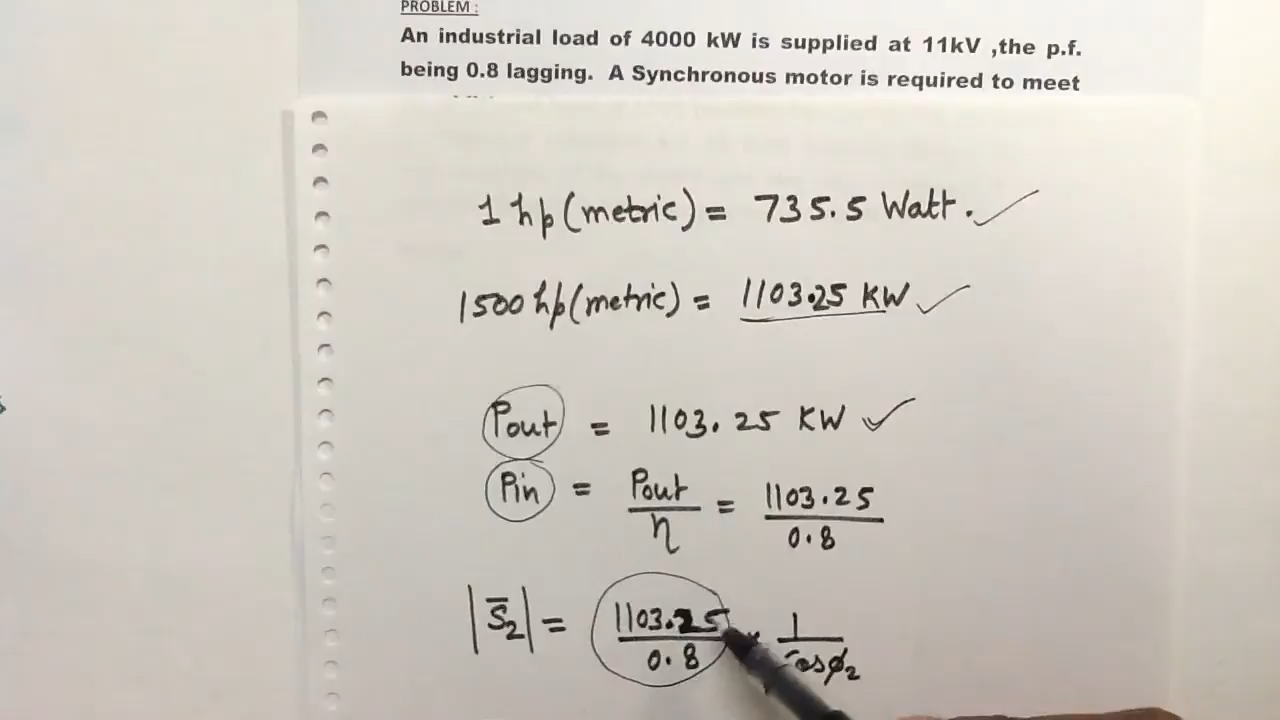 PROBLEM :
An industrial load of 4000 kW is supplied at 11kV ,the p.f.
being 0.8 lagging. A Synchronous motor is required to meet
1 hp (metric) = 735.5 Watt.
1500 hp (metric) = 1103.25 KW
Pout = 1103.25 KW
Pin = Pout / η = 1103.25 / 0.8
|S̅₂| = 1103.25 / 0.8 × 1 / cosφ₂